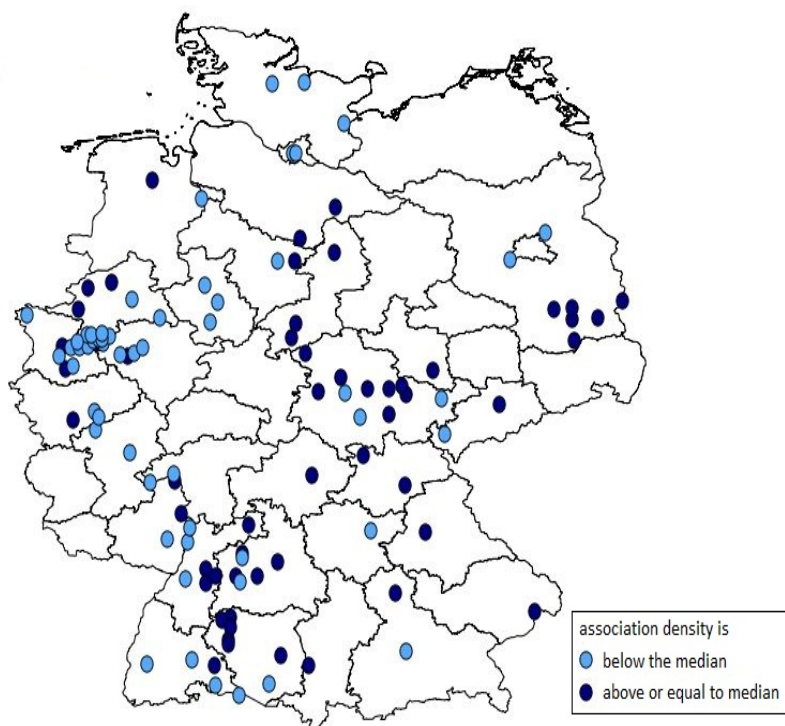 association density is
below the median
above or equal to median